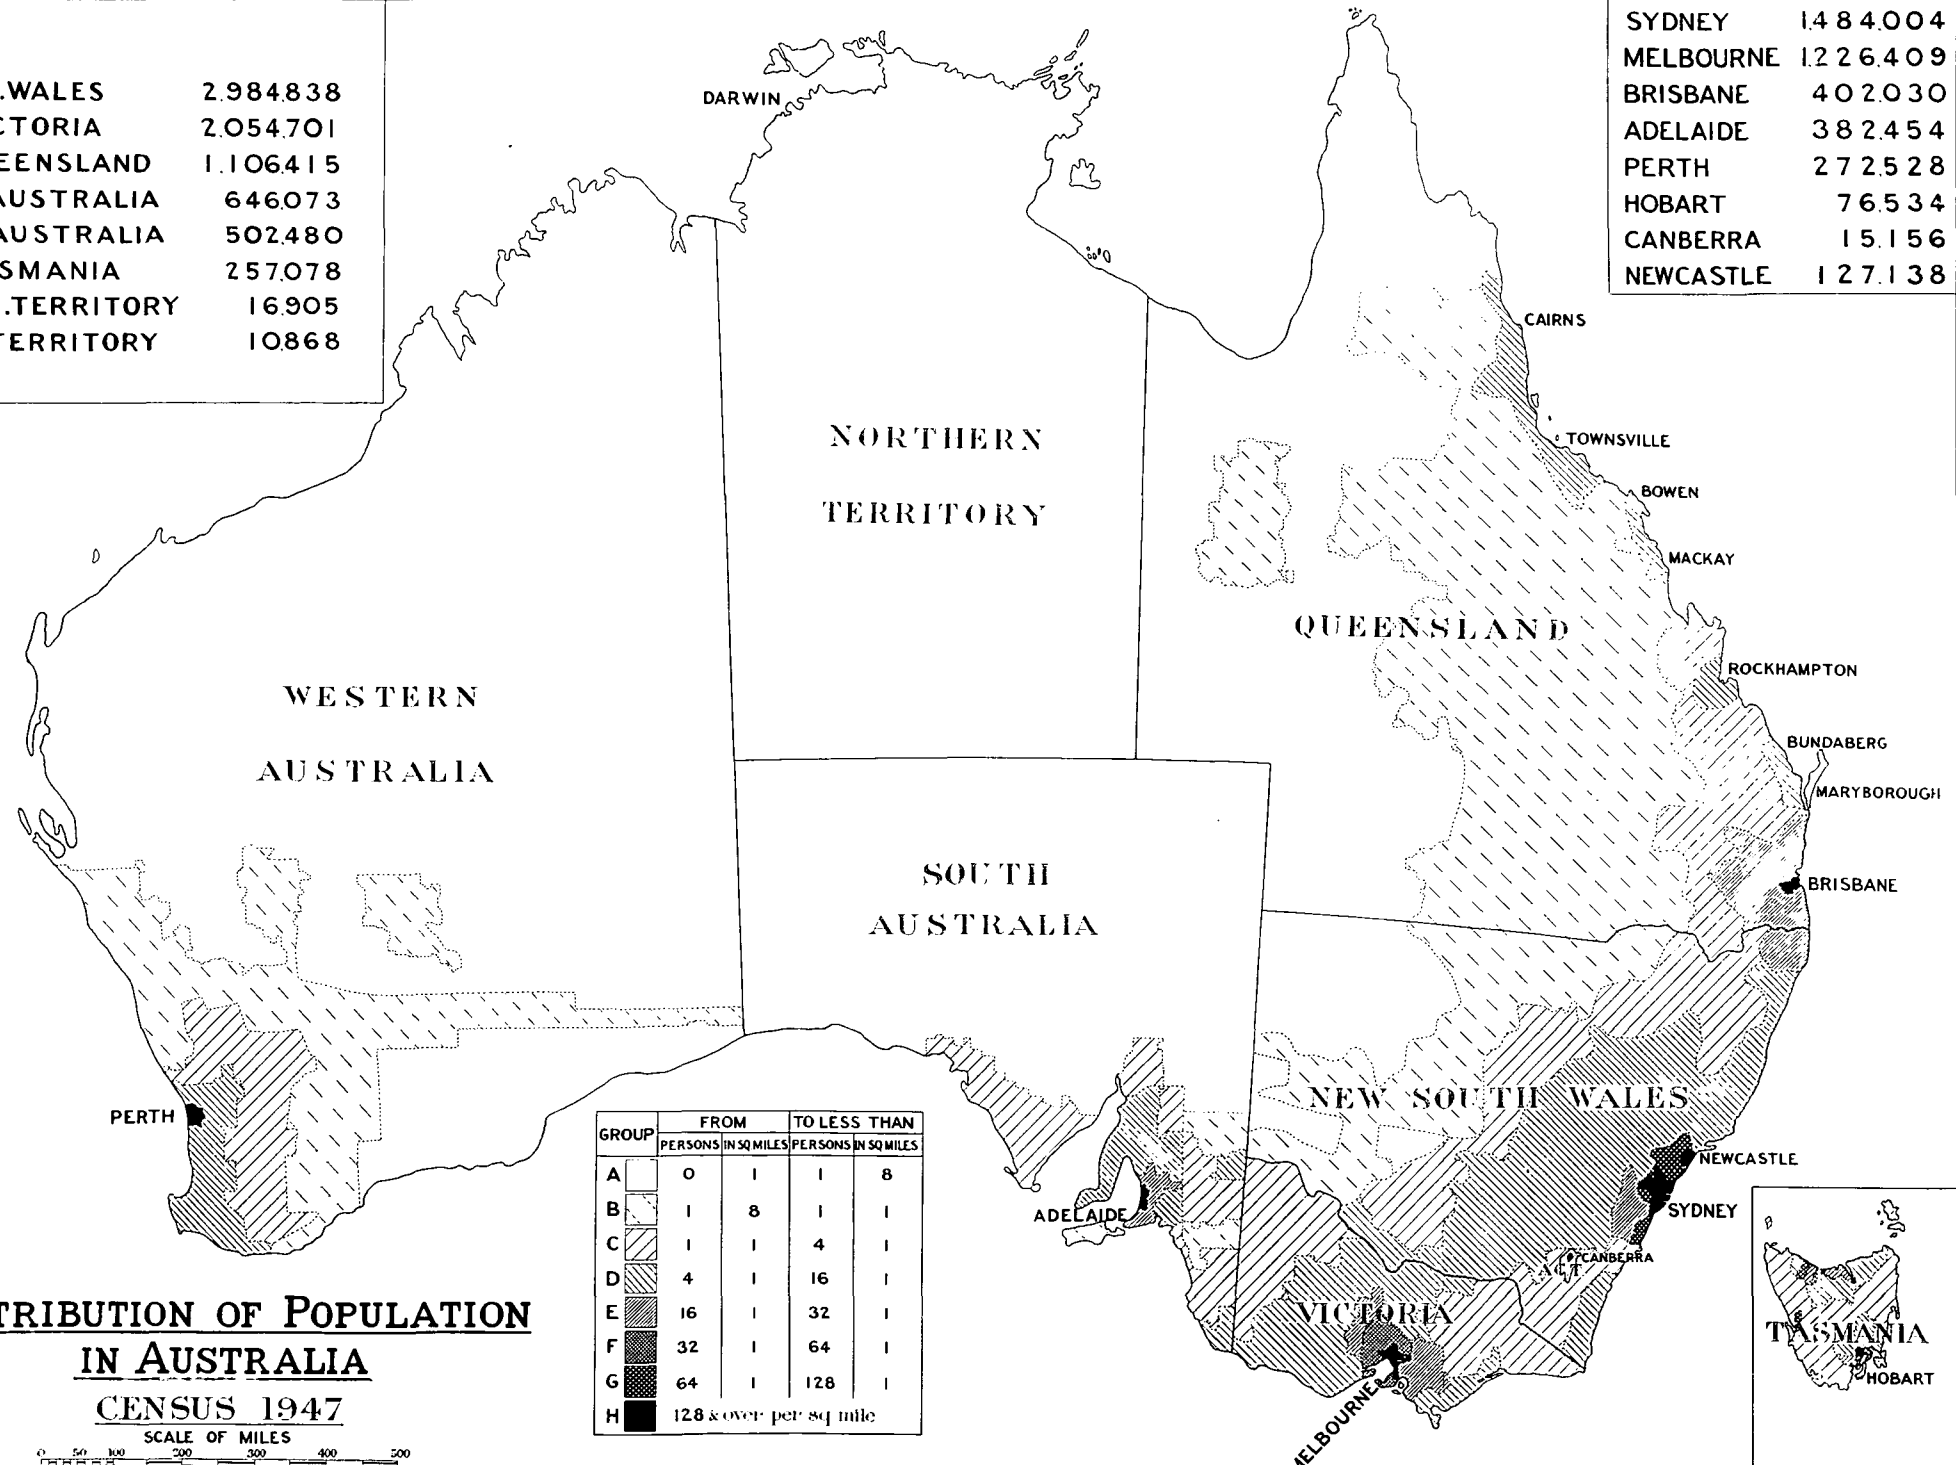 .WALES 2.984.838
CTORIA 2.054.701
EENSLAND 1.106.415
AUSTRALIA 646.073
AUSTRALIA 502.480
SMANIA 257.078
.TERRITORY 16.905
TERRITORY 10.868
SYDNEY 1.484.004
MELBOURNE 1.226.409
BRISBANE 402.030
ADELAIDE 382.454
PERTH 272.528
HOBART 76.534
CANBERRA 15.156
NEWCASTLE 127.138
DARWIN
CAIRNS
NORTHERN
TERRITORY
TOWNSVILLE
BOWEN
MACKAY
QUEENSLAND
ROCKHAMPTON
WESTERN
AUSTRALIA
BUNDABERG
MARYBOROUGH
SOUTH
AUSTRALIA
BRISBANE
NEW SOUTH WALES
PERTH
NEWCASTLE
ADELAIDE
SYDNEY
CANBERRA
ACT
VICTORIA
MELBOURNE
TASMANIA
HOBART
GROUP FROM TO LESS THAN
PERSONS IN SQ MILES PERSONS IN SQ MILES
A 0 1 1 8
B 1 8 1 1
C 1 1 4 1
D 4 1 16 1
E 16 1 32 1
F 32 1 64 1
G 64 1 128 1
H 128 & over per sq mile
TRIBUTION OF POPULATION
IN AUSTRALIA
CENSUS 1947
SCALE OF MILES
0 50 100 200 300 400 500